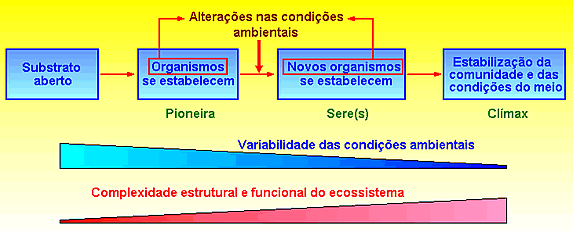 Alterações nas condições
ambientais
Substrato
aberto
Organismos
se estabelecem
Novos organismos
se estabelecem
Estabilização da
comunidade e das
condições do meio
Pioneira
Sere(s)
Clímax
Variabilidade das condições ambientais
Complexidade estrutural e funcional do ecossistema